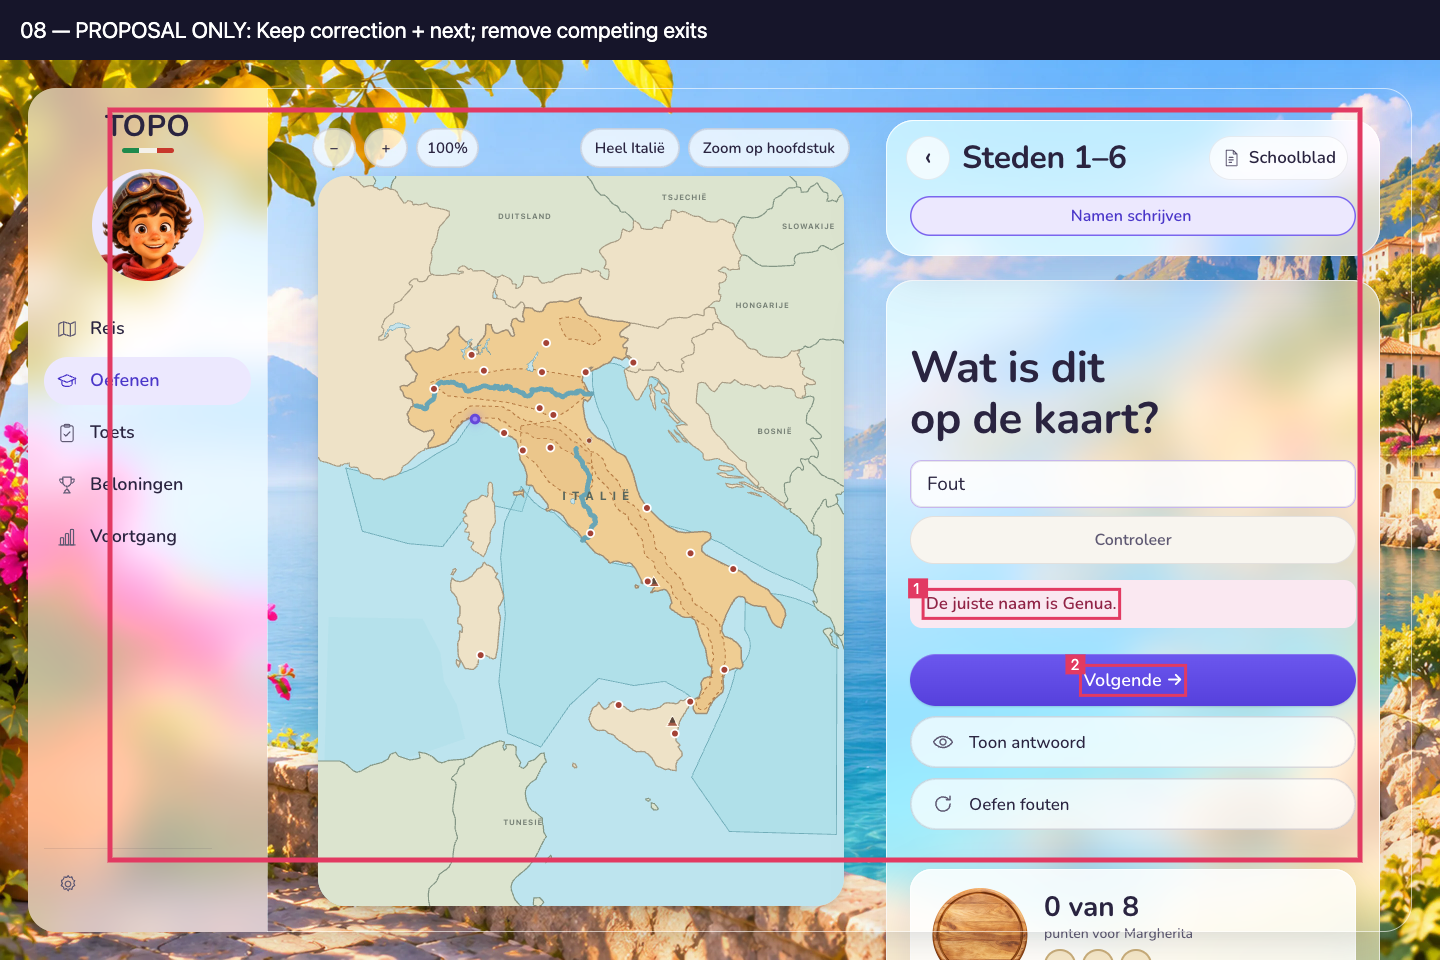 08 — PROPOSAL ONLY: Keep correction + next; remove competing exits
TOPO
Reis
Oefenen
Toets
Beloningen
Voortgang
− + 100%
Heel Italië
Zoom op hoofdstuk
DUITSLAND
TSJECHIË
SLOWAKIJE
HONGARIJE
BOSNIË
ITALIË
TUNESIË
‹ Steden 1–6
Schoolblad
Namen schrijven
Wat is dit
op de kaart?
Fout
Controleer
1
De juiste naam is Genua.
2
Volgende →
Toon antwoord
Oefen fouten
0 van 8
punten voor Margherita